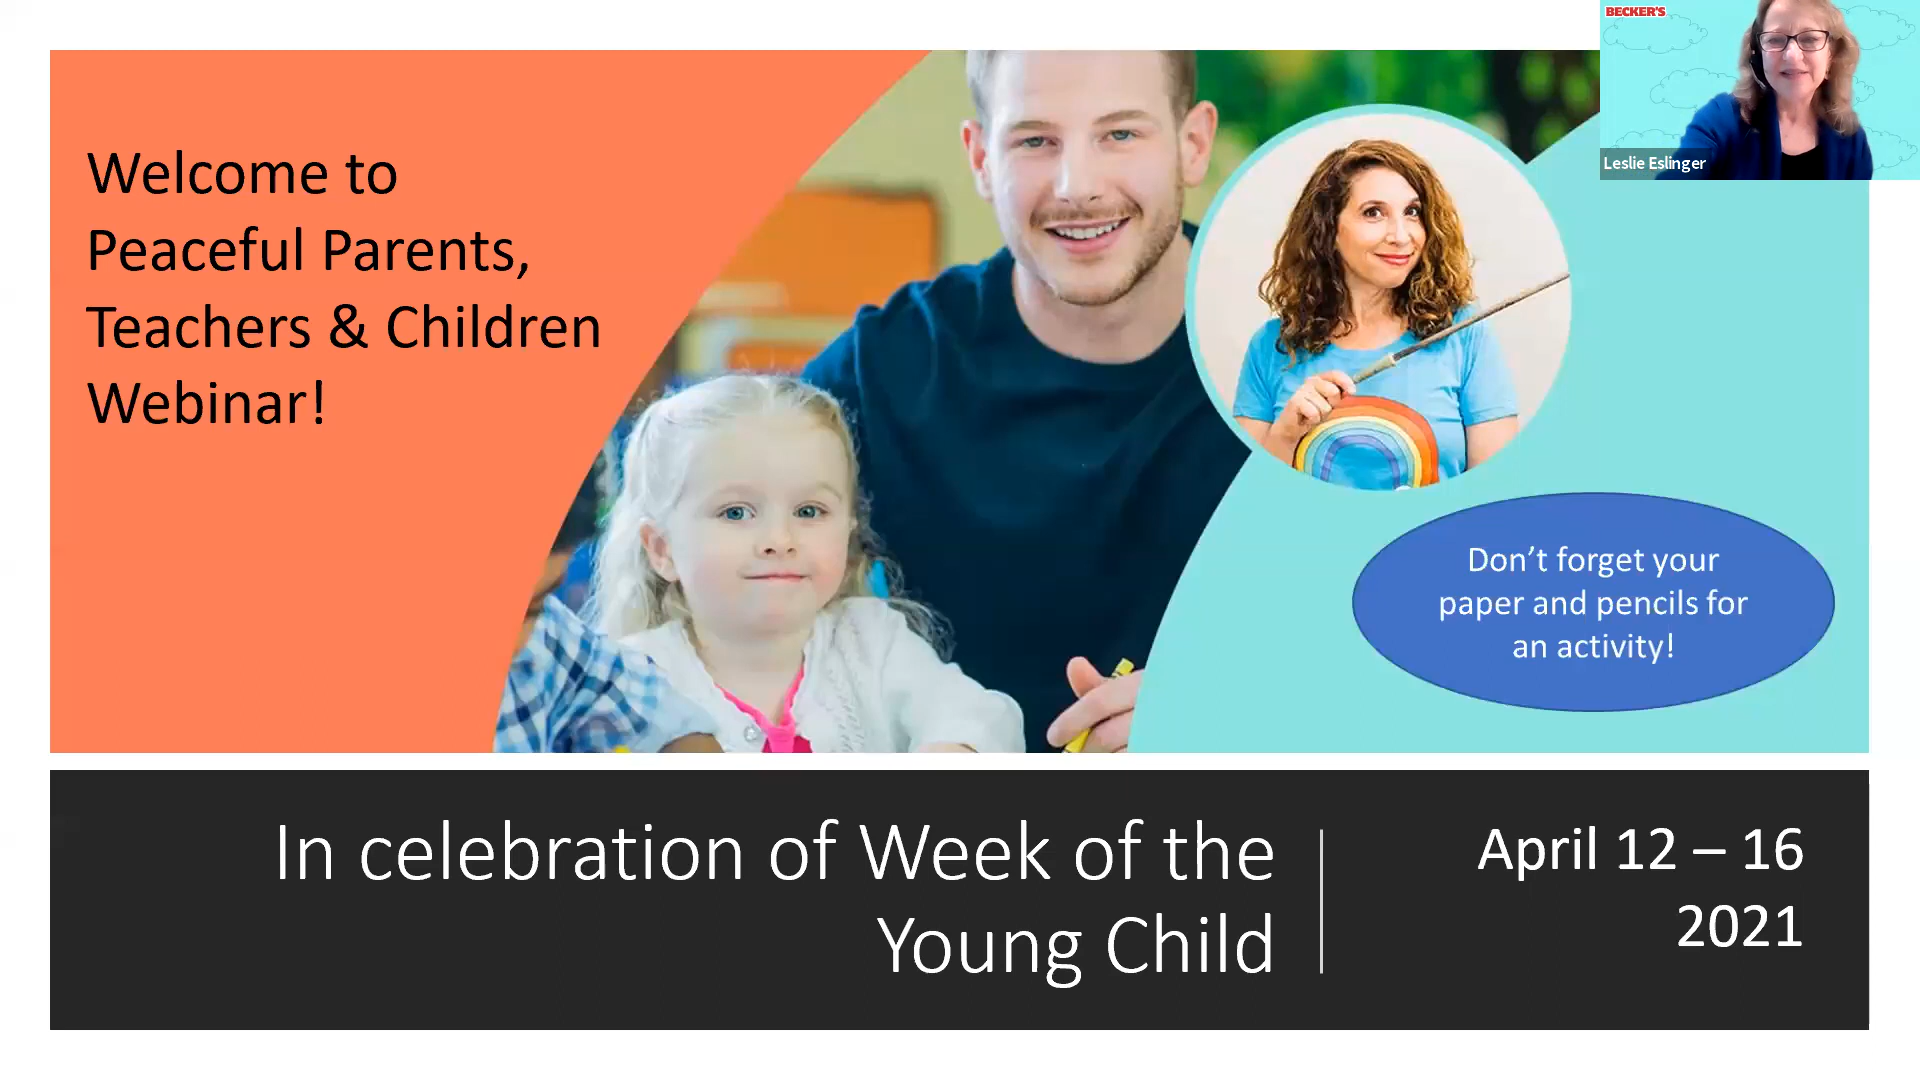 Welcome to
Peaceful Parents,
Teachers & Children
Webinar!
BECKER'S
Leslie Eslinger
Don’t forget your
paper and pencils for
an activity!
In celebration of Week of the
Young Child
April 12 – 16
2021